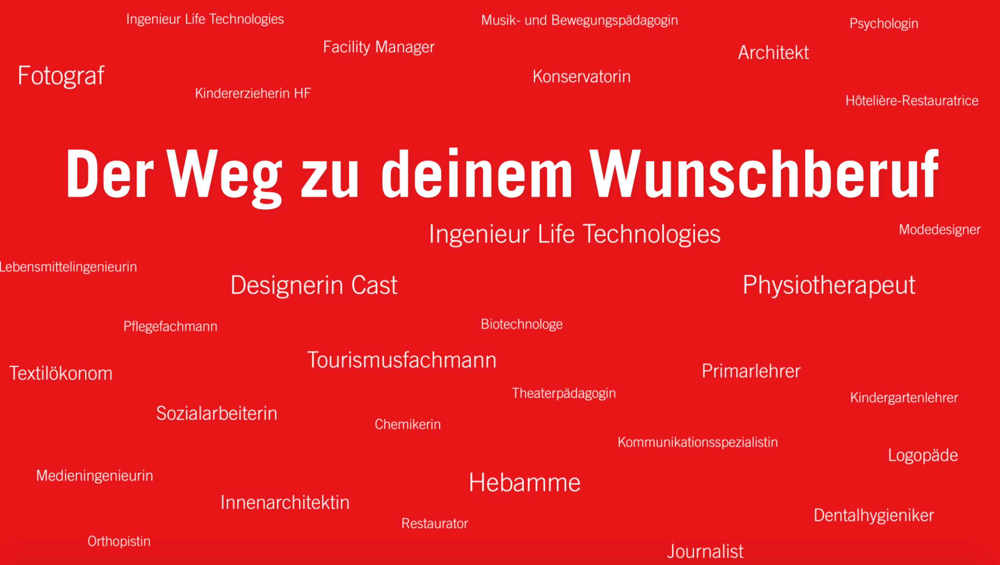 Ingenieur Life Technologies
Musik- und Bewegungspädagogin
Psychologin
Facility Manager
Architekt
Fotograf
Konservatorin
Kindererzieherin HF
Hôtelière-Restauratrice
Der Weg zu deinem Wunschberuf
Ingenieur Life Technologies
Modedesigner
Lebensmittelingenieurin
Designerin Cast
Physiotherapeut
Pflegefachmann
Biotechnologe
Tourismusfachmann
Textilökonom
Primarlehrer
Theaterpädagogin
Kindergartenlehrer
Sozialarbeiterin
Chemikerin
Kommunikationsspezialistin
Logopäde
Medieningenieurin
Hebamme
Innenarchitektin
Dentalhygieniker
Restaurator
Orthopistin
Journalist